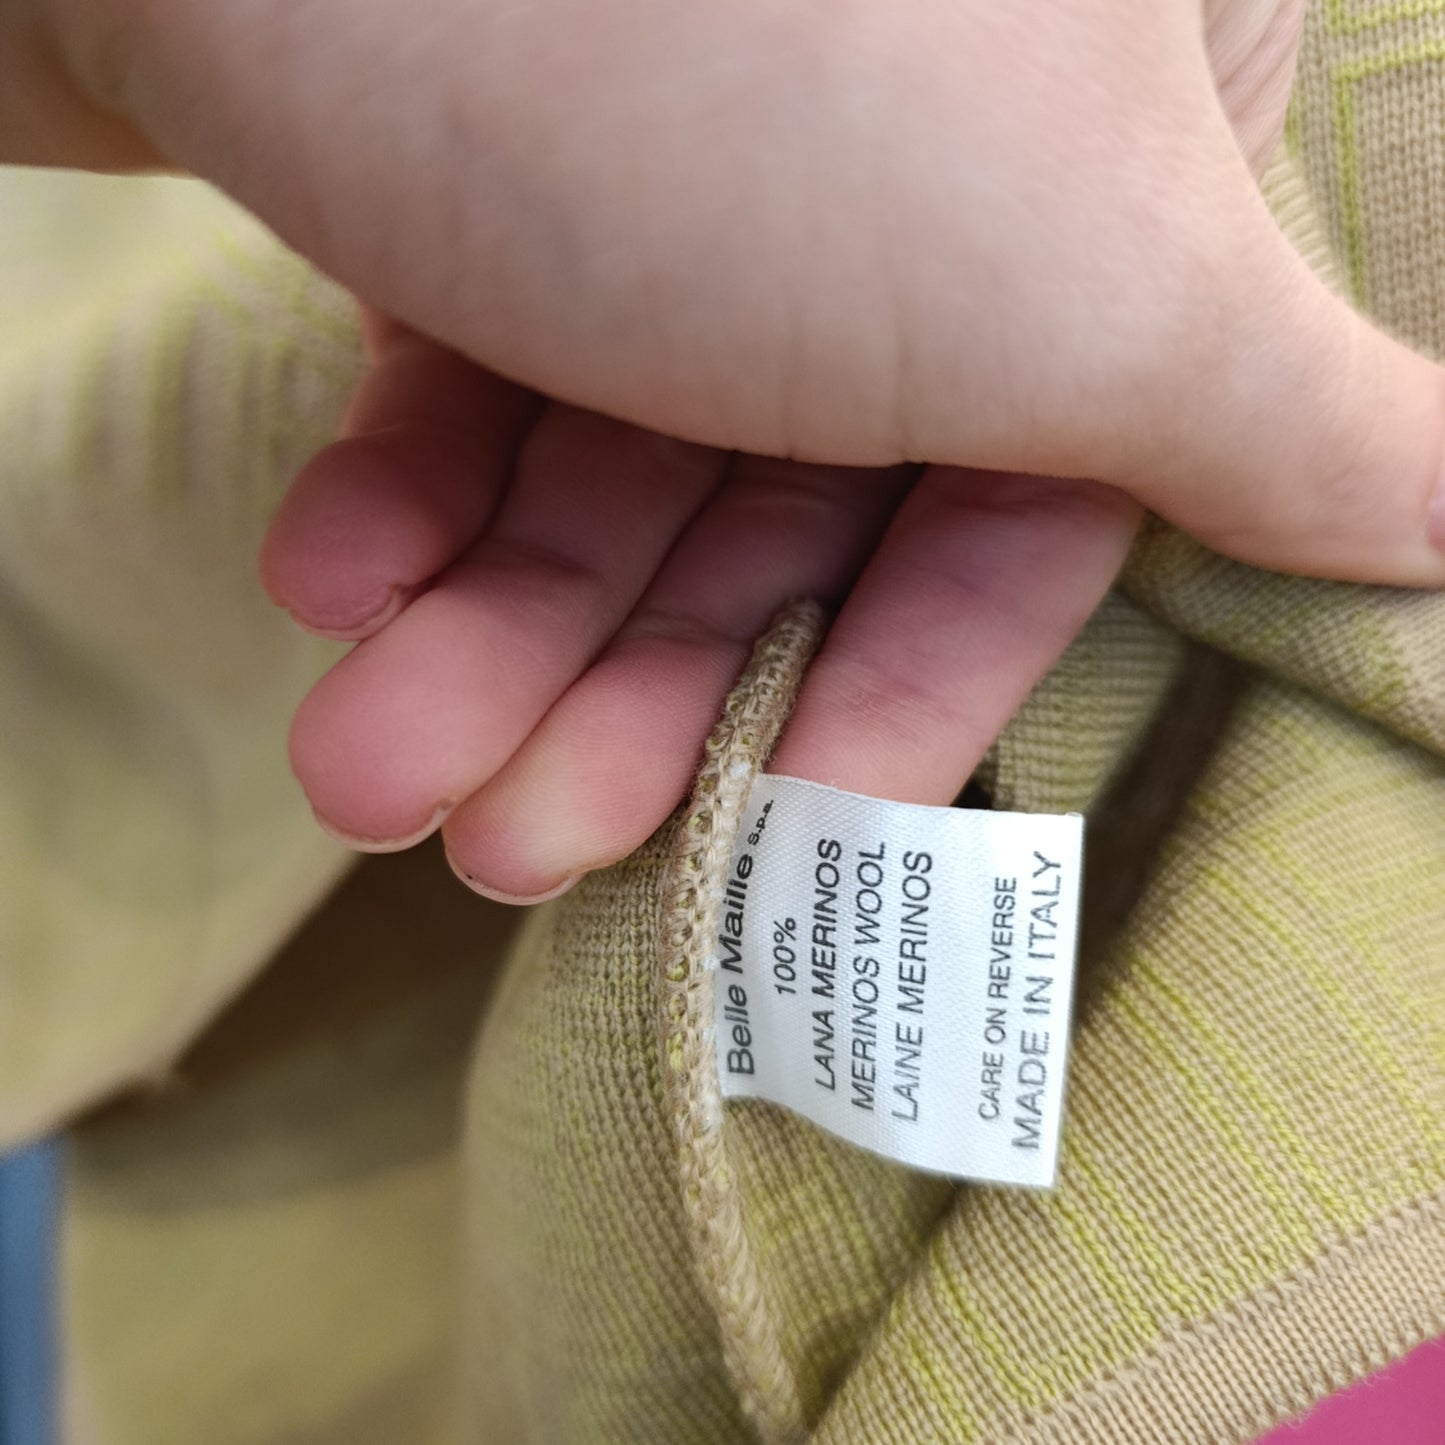 Belle Maille S.p.a.
100%
LANA MERINOS
MERINOS WOOL
LAINE MERINOS
CARE ON REVERSE
MADE IN ITALY